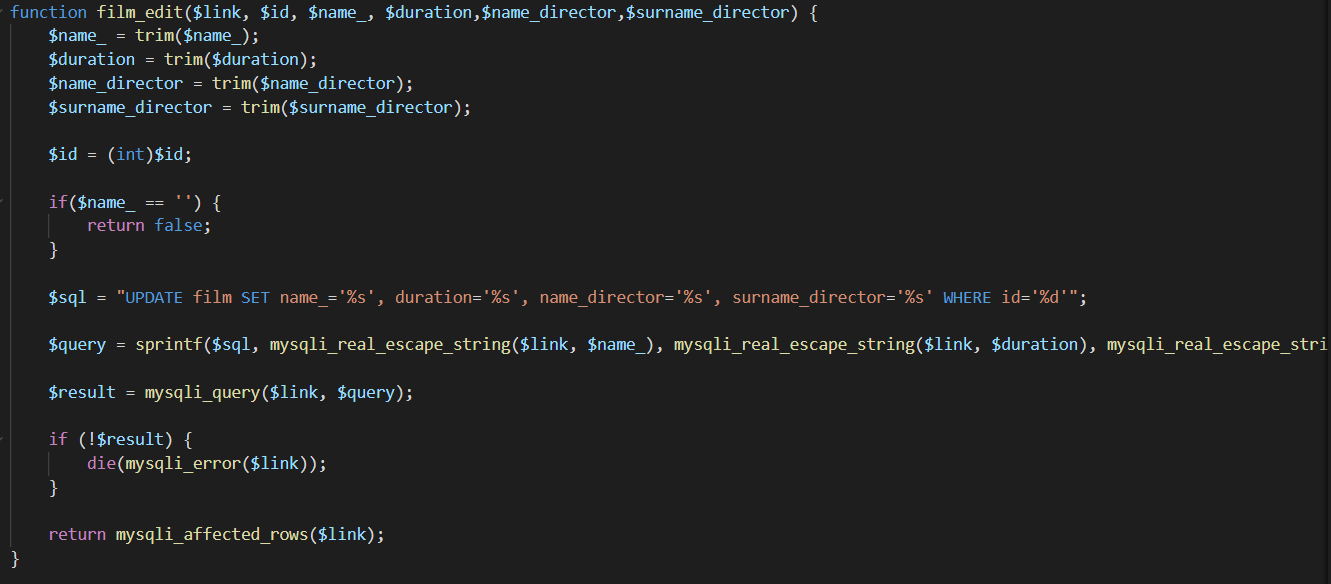 function film_edit($link, $id, $name_, $duration,$name_director,$surname_director) {
$name_ = trim($name_);
$duration = trim($duration);
$name_director = trim($name_director);
$surname_director = trim($surname_director);
$id = (int)$id;
if($name_ == '') {
return false;
}
$sql = "UPDATE film SET name_='%s', duration='%s', name_director='%s', surname_director='%s' WHERE id='%d'";
$query = sprintf($sql, mysqli_real_escape_string($link, $name_), mysqli_real_escape_string($link, $duration), mysqli_real_escape_stri
$result = mysqli_query($link, $query);
if (!$result) {
die(mysqli_error($link));
}
return mysqli_affected_rows($link);
}